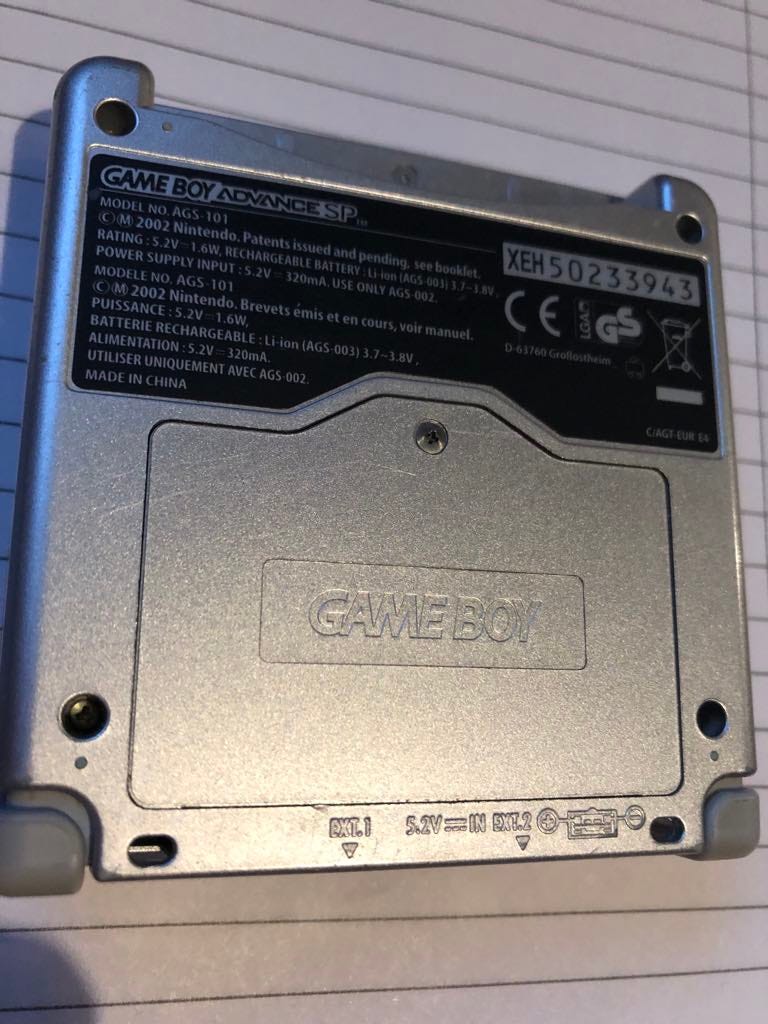 GAME BOY ADVANCE SP TM
MODEL NO. AGS-101
©Ⓜ 2002 Nintendo. Patents issued and pending, see booklet.
RATING : 5.2V⎓1.6W, RECHARGEABLE BATTERY : Li-ion (AGS-003) 3.7~3.8V,
POWER SUPPLY INPUT : 5.2V⎓320mA. USE ONLY AGS-002.
MODELE NO. AGS-101
©Ⓜ 2002 Nintendo. Brevets émis et en cours, voir manuel.
PUISSANCE : 5.2V⎓1.6W,
BATTERIE RECHARGEABLE : Li-ion (AGS-003) 3.7~3.8V,
ALIMENTATION : 5.2V⎓320mA.
UTILISER UNIQUEMENT AVEC AGS-002.
MADE IN CHINA
XEH50233943
CE
LGA
GS
D-63760 Großostheim
C/AGT-EUR E4
GAME BOY
EXT.1
5.2V⎓IN
EXT.2